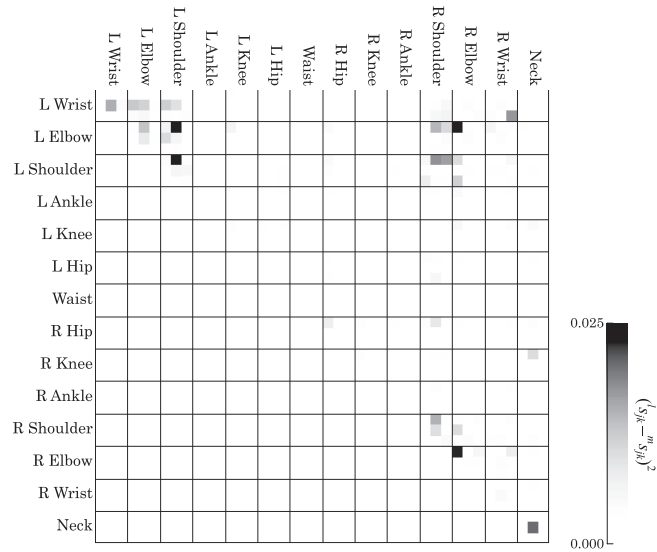 L Wrist
L Elbow
L Shoulder
L Ankle
L Knee
L Hip
Waist
R Hip
R Knee
R Ankle
R Shoulder
R Elbow
R Wrist
Neck
L Wrist
L Elbow
L Shoulder
L Ankle
L Knee
L Hip
Waist
R Hip
R Knee
R Ankle
R Shoulder
R Elbow
R Wrist
Neck
0.025
(ˡs_jk − ᵐs_jk)²
0.000